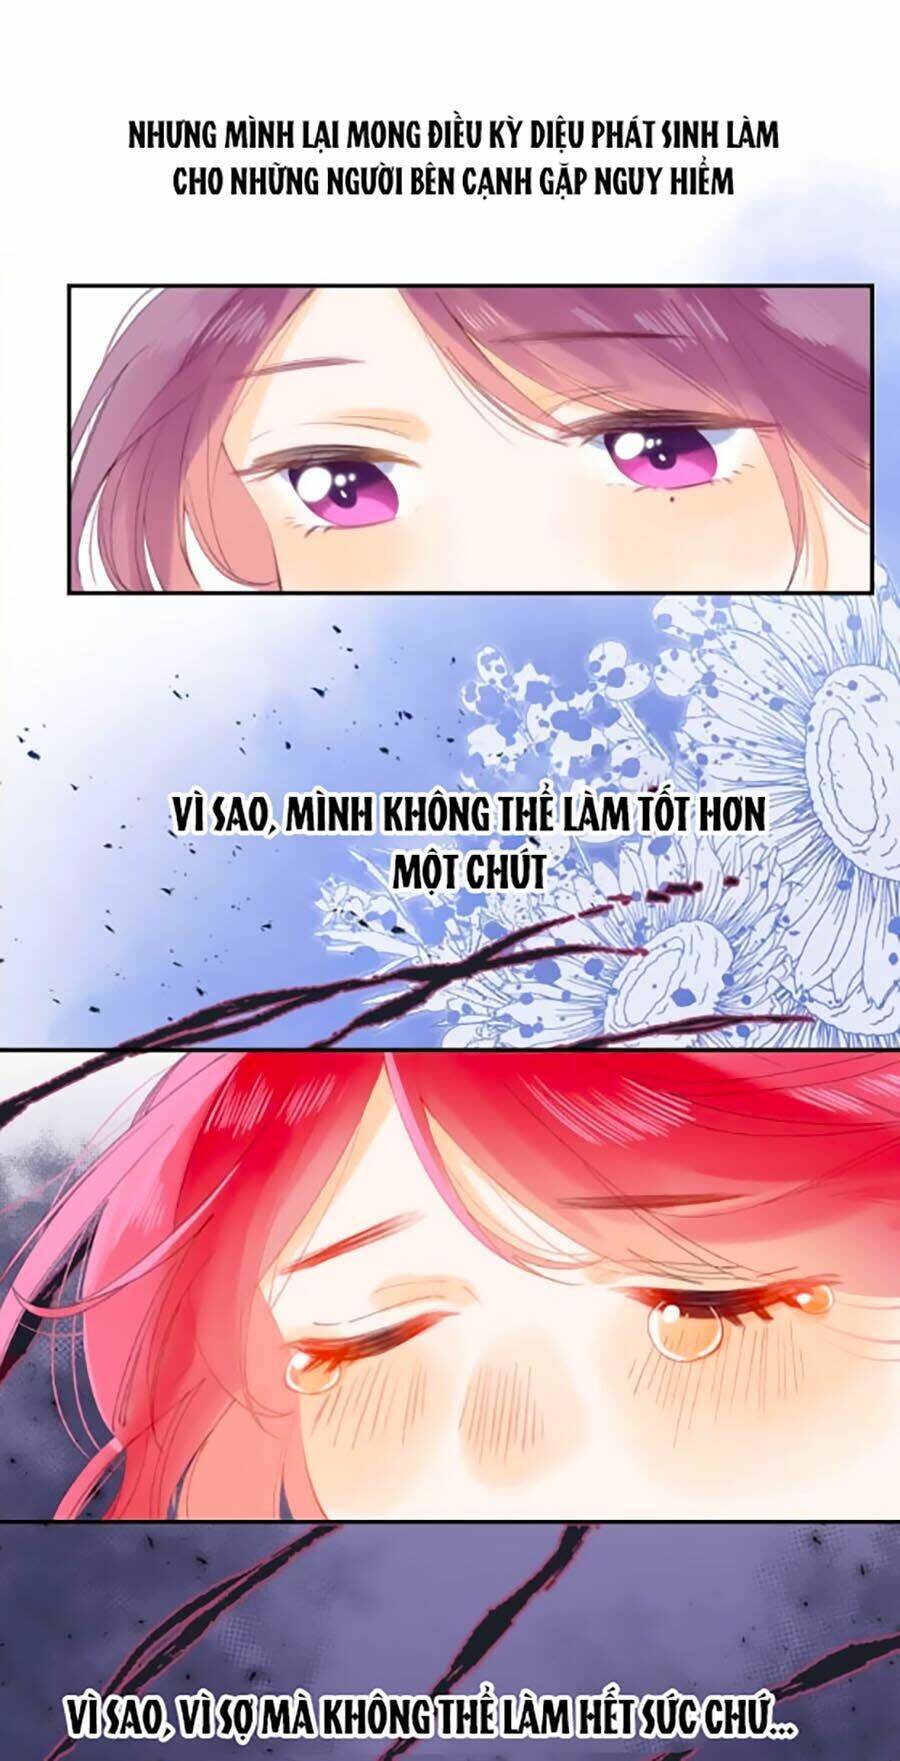 NHƯNG MÌNH LẠI MONG ĐIỀU KỲ DIỆU PHÁT SINH LÀM
CHO NHỮNG NGƯỜI BÊN CẠNH GẶP NGUY HIỂM
VÌ SAO, MÌNH KHÔNG THỂ LÀM TỐT HƠN
MỘT CHÚT
VÌ SAO, VÌ SỢ MÀ KHÔNG THỂ LÀM HẾT SỨC CHỨ...